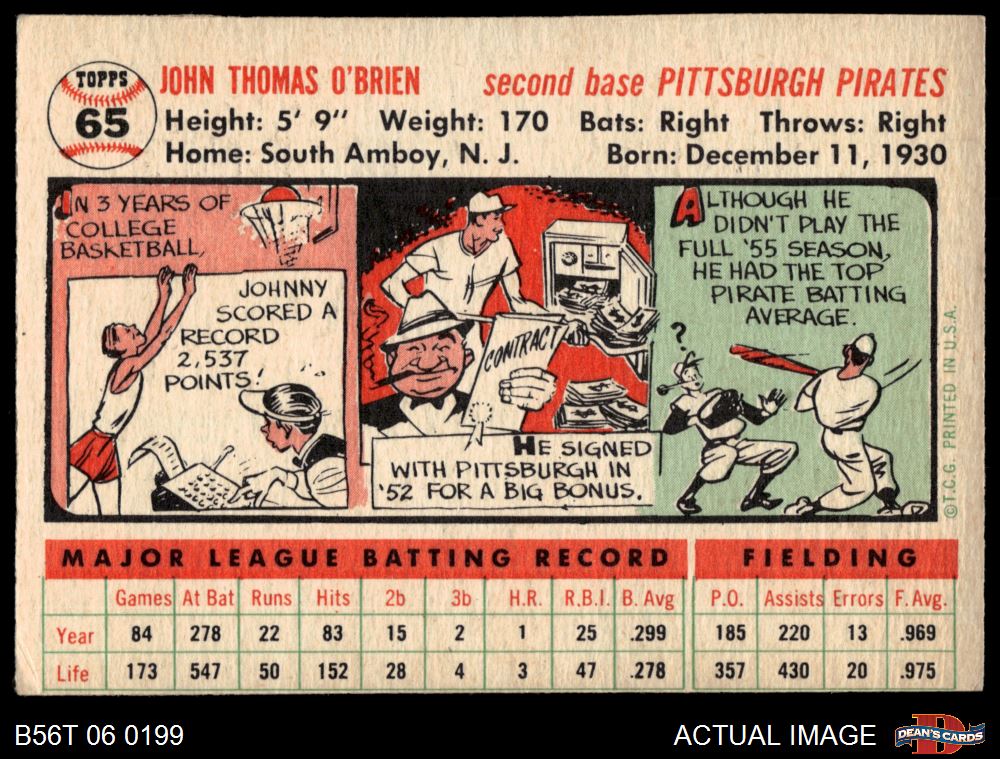 TOPPS
65
JOHN THOMAS O'BRIEN second base PITTSBURGH PIRATES
Height: 5' 9" Weight: 170 Bats: Right Throws: Right
Home: South Amboy, N. J. Born: December 11, 1930
IN 3 YEARS OF
COLLEGE
BASKETBALL,
JOHNNY
SCORED A
RECORD
2,537
POINTS!
CONTRACT
HE SIGNED
WITH PITTSBURGH IN
'52 FOR A BIG BONUS.
ALTHOUGH HE
DIDN'T PLAY THE
FULL '55 SEASON,
HE HAD THE TOP
PIRATE BATTING
AVERAGE.
?
P
©T.C.G. PRINTED IN U.S.A.
MAJOR LEAGUE BATTING RECORD FIELDING
Games At Bat Runs Hits 2b 3b H.R. R.B.I. B. Avg P.O. Assists Errors F. Avg.
Year 84 278 22 83 15 2 1 25 .299 185 220 13 .969
Life 173 547 50 152 28 4 3 47 .278 357 430 20 .975
B56T 06 0199 ACTUAL IMAGE
DEAN'S CARDS